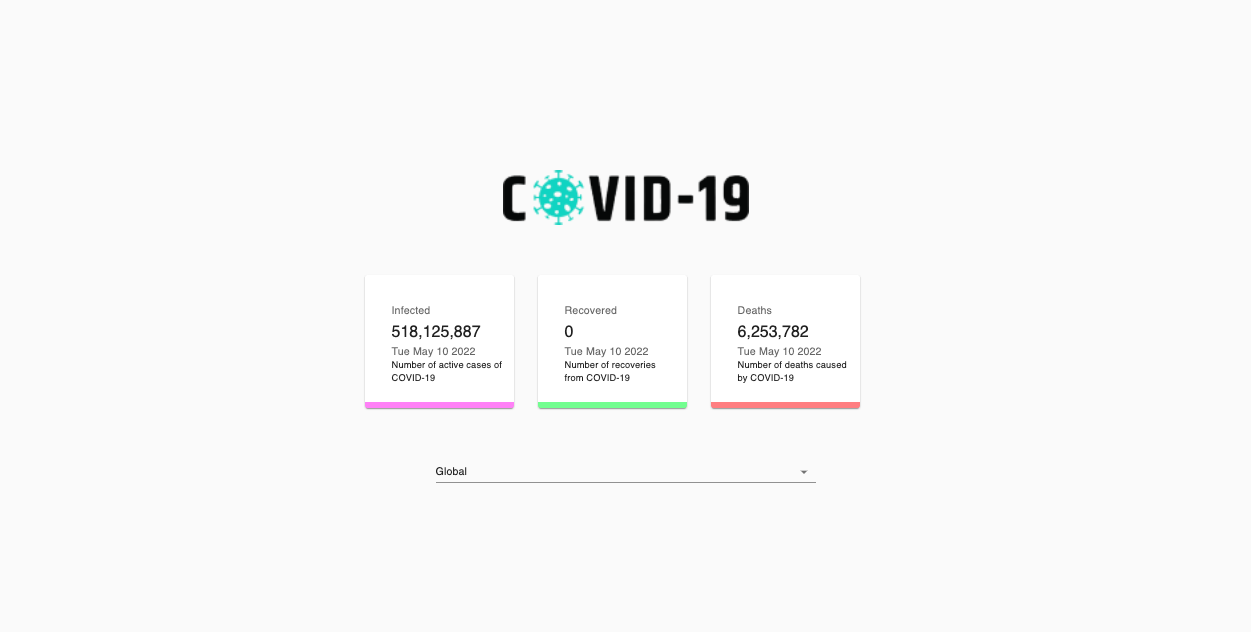 COVID-19
Infected
518,125,887
Tue May 10 2022
Number of active cases of
COVID-19
Recovered
0
Tue May 10 2022
Number of recoveries
from COVID-19
Deaths
6,253,782
Tue May 10 2022
Number of deaths caused
by COVID-19
Global